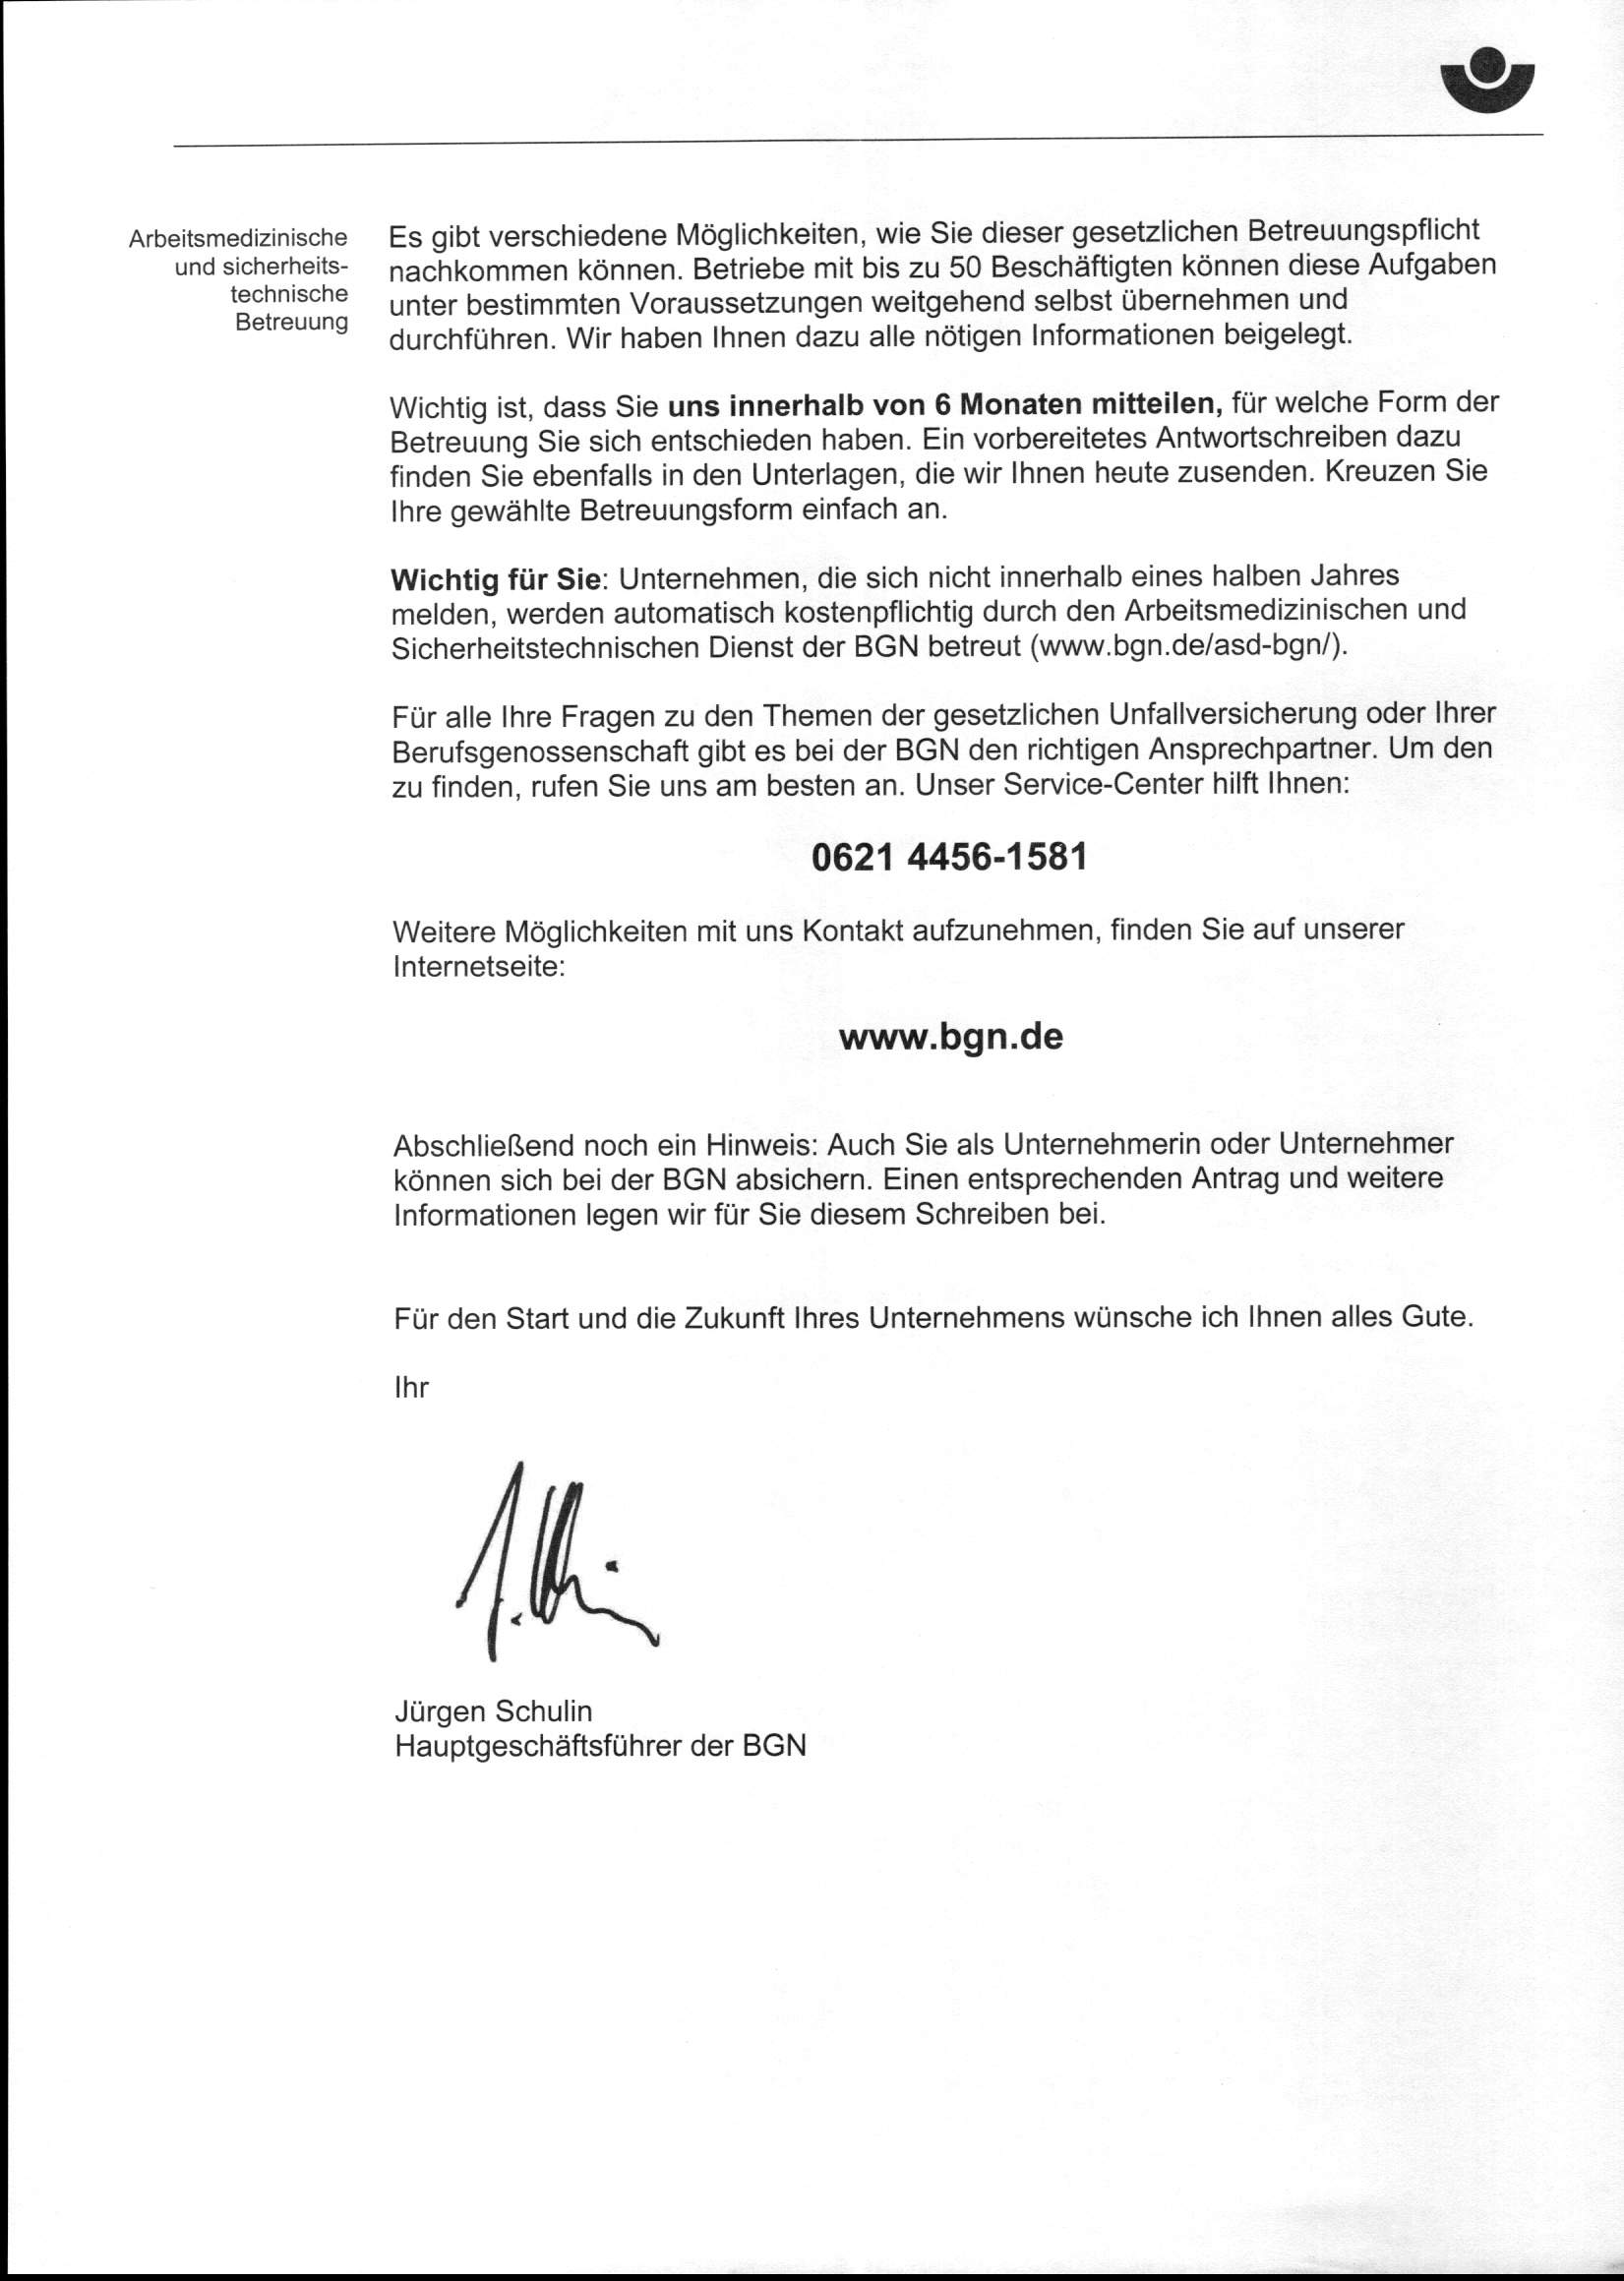 Arbeitsmedizinische
und sicherheits-
technische
Betreuung
Es gibt verschiedene Möglichkeiten, wie Sie dieser gesetzlichen Betreuungspflicht
nachkommen können. Betriebe mit bis zu 50 Beschäftigten können diese Aufgaben
unter bestimmten Voraussetzungen weitgehend selbst übernehmen und
durchführen. Wir haben Ihnen dazu alle nötigen Informationen beigelegt.
Wichtig ist, dass Sie uns innerhalb von 6 Monaten mitteilen, für welche Form der
Betreuung Sie sich entschieden haben. Ein vorbereitetes Antwortschreiben dazu
finden Sie ebenfalls in den Unterlagen, die wir Ihnen heute zusenden. Kreuzen Sie
Ihre gewählte Betreuungsform einfach an.
Wichtig für Sie: Unternehmen, die sich nicht innerhalb eines halben Jahres
melden, werden automatisch kostenpflichtig durch den Arbeitsmedizinischen und
Sicherheitstechnischen Dienst der BGN betreut (www.bgn.de/asd-bgn/).
Für alle Ihre Fragen zu den Themen der gesetzlichen Unfallversicherung oder Ihrer
Berufsgenossenschaft gibt es bei der BGN den richtigen Ansprechpartner. Um den
zu finden, rufen Sie uns am besten an. Unser Service-Center hilft Ihnen:
0621 4456-1581
Weitere Möglichkeiten mit uns Kontakt aufzunehmen, finden Sie auf unserer
Internetseite:
www.bgn.de
Abschließend noch ein Hinweis: Auch Sie als Unternehmerin oder Unternehmer
können sich bei der BGN absichern. Einen entsprechenden Antrag und weitere
Informationen legen wir für Sie diesem Schreiben bei.
Für den Start und die Zukunft Ihres Unternehmens wünsche ich Ihnen alles Gute.
Ihr
Jürgen Schulin
Hauptgeschäftsführer der BGN